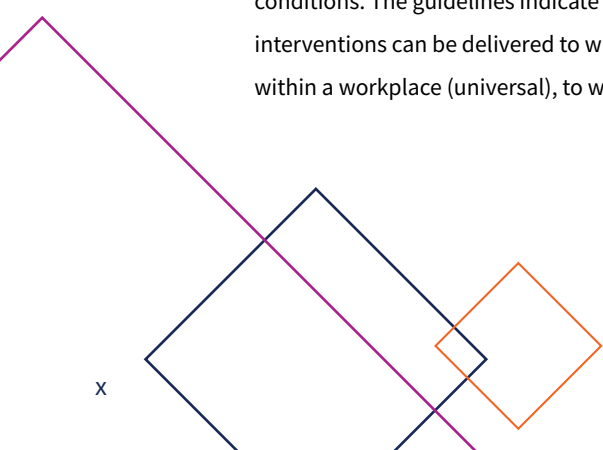 conditions. The guidelines indicate
interventions can be delivered to w
within a workplace (universal), to w
x